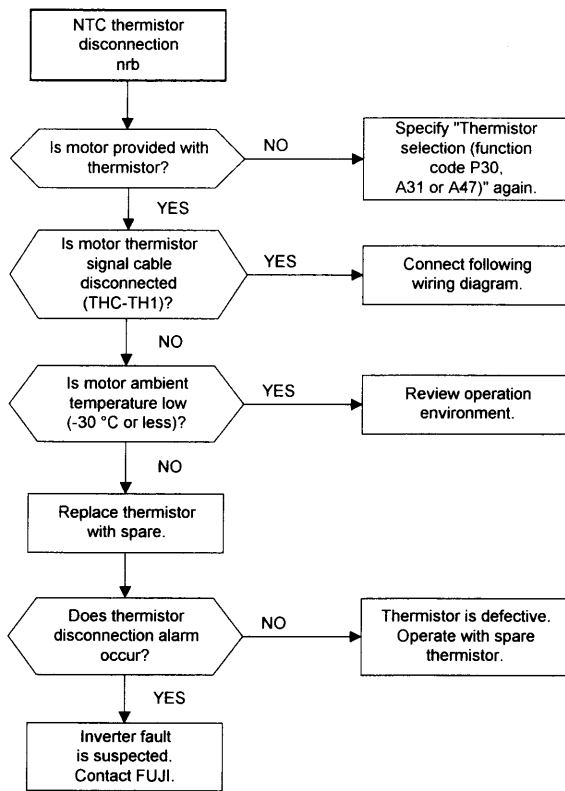 NTC thermistor
disconnection
nrb
Is motor provided with
thermistor?
NO
Specify "Thermistor
selection (function
code P30,
A31 or A47)" again.
YES
Is motor thermistor
signal cable
disconnected
(THC-TH1)?
YES
Connect following
wiring diagram.
NO
Is motor ambient
temperature low
(-30 °C or less)?
YES
Review operation
environment.
NO
Replace thermistor
with spare.
Does thermistor
disconnection alarm
occur?
NO
Thermistor is defective.
Operate with spare
thermistor.
YES
Inverter fault
is suspected.
Contact FUJI.